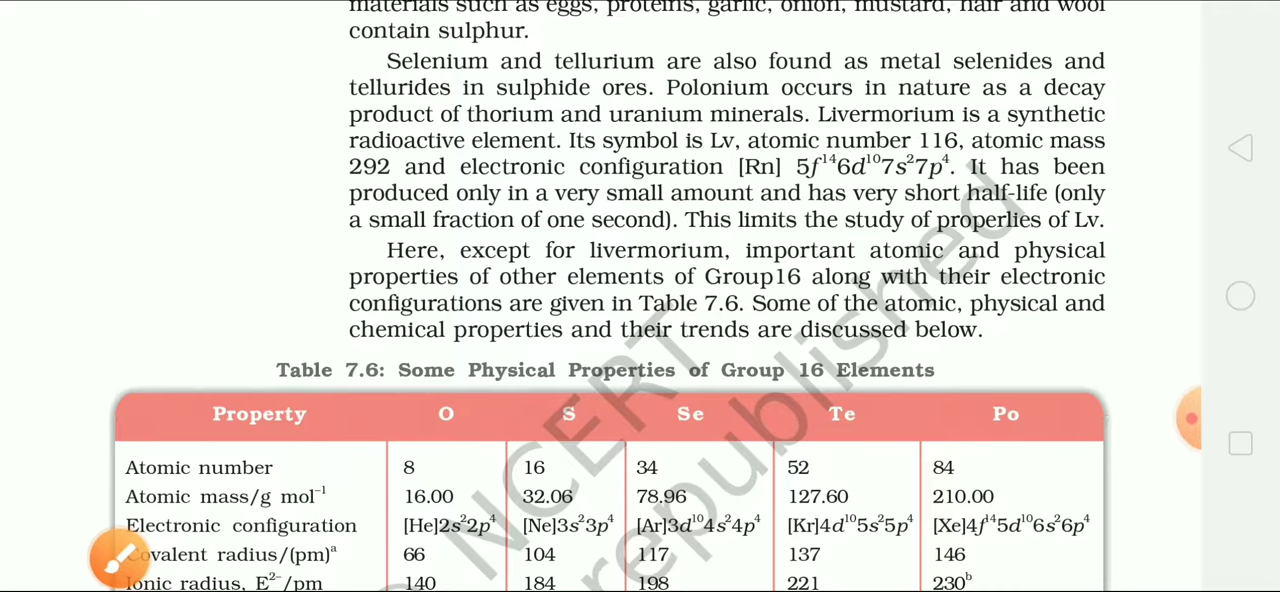 materials such as eggs, proteins, garlic, onion, mustard, hair and wool
contain sulphur.
Selenium and tellurium are also found as metal selenides and
tellurides in sulphide ores. Polonium occurs in nature as a decay
product of thorium and uranium minerals. Livermorium is a synthetic
radioactive element. Its symbol is Lv, atomic number 116, atomic mass
292 and electronic configuration [Rn] 5f¹⁴6d¹⁰7s²7p⁴. It has been
produced only in a very small amount and has very short half-life (only
a small fraction of one second). This limits the study of properlies of Lv.
Here, except for livermorium, important atomic and physical
properties of other elements of Group16 along with their electronic
configurations are given in Table 7.6. Some of the atomic, physical and
chemical properties and their trends are discussed below.
Table 7.6: Some Physical Properties of Group 16 Elements
Property O S Se Te Po
Atomic number 8 16 34 52 84
Atomic mass/g mol⁻¹ 16.00 32.06 78.96 127.60 210.00
Electronic configuration [He]2s²2p⁴ [Ne]3s²3p⁴ [Ar]3d¹⁰4s²4p⁴ [Kr]4d¹⁰5s²5p⁴ [Xe]4f¹⁴5d¹⁰6s²6p⁴
Covalent radius/(pm)ᵃ 66 104 117 137 146
Ionic radius, E²⁻/pm 140 184 198 221 230ᵇ
NCERT
republished